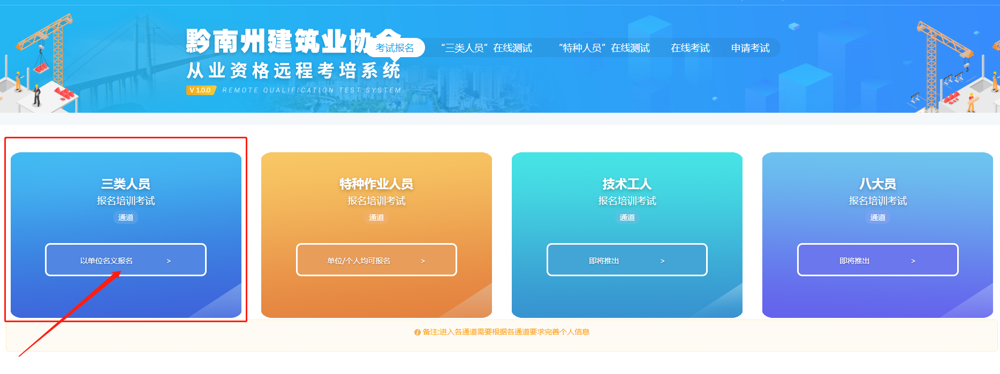 黔南州建筑业协会
考试报名
“三类人员”在线测试
“特种人员”在线测试
在线考试
申请考试
从业资格远程考培系统
V 1.0.0 REMOTE QUALIFICATION TEST SYSTEM
三类人员
报名培训考试
通道
以单位名义报名 >
特种作业人员
报名培训考试
通道
单位/个人均可报名 >
技术工人
报名培训考试
通道
即将推出 >
八大员
报名培训考试
通道
即将推出 >
备注:进入各通道需要根据各通道要求完善个人信息